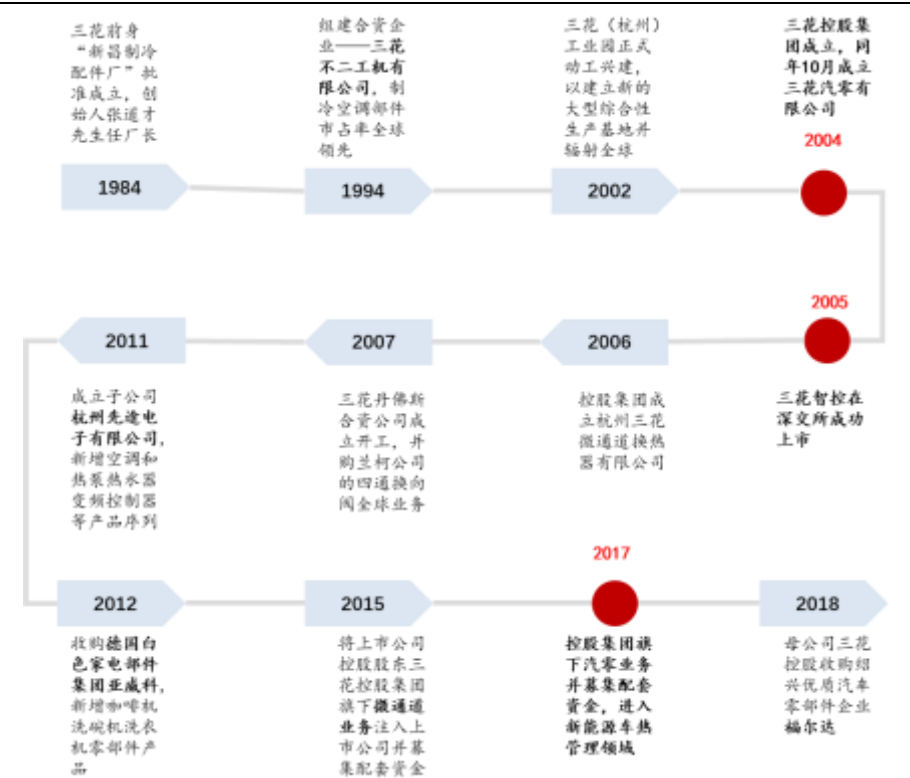 三花前身
“新昌制冷
配件厂”批
准成立，创
始人张道才
先生任厂长
组建合资企
业——三花
不二工机有
限公司，制
冷空调部件
市占率全球
领先
三花（杭州）
工业园正式
动工兴建，
以建立新的
大型综合性
生产基地并
辐射全球
三花控股集
团成立，同
年10月成立
三花汽零有
限公司
2004
1984
1994
2002
2005
2011
2007
2006
成立子公司
杭州先途电
子有限公司，
新增空调和
热泵热水器
变频控制器
等产品序列
三花丹佛斯
合资公司成
立开工，并
购兰柯公司
的四通换向
阀全球业务
控股集团成
立杭州三花
微通道换热
器有限公司
三花智控在
深交所成功
上市
2017
2012
2015
2018
收购德国白
色家电部件
集团亚威科，
新增咖啡机
洗碗机洗衣
机零部件产
品
将上市公司
控股股东三
花控股集团
旗下微通道
业务注入上
市公司并募
集配套资金
控股集团旗
下汽零业务
并募集配套
资金，进入
新能源车热
管理领域
母公司三花
控股收购绍
兴优质汽车
零部件企业
福尔达